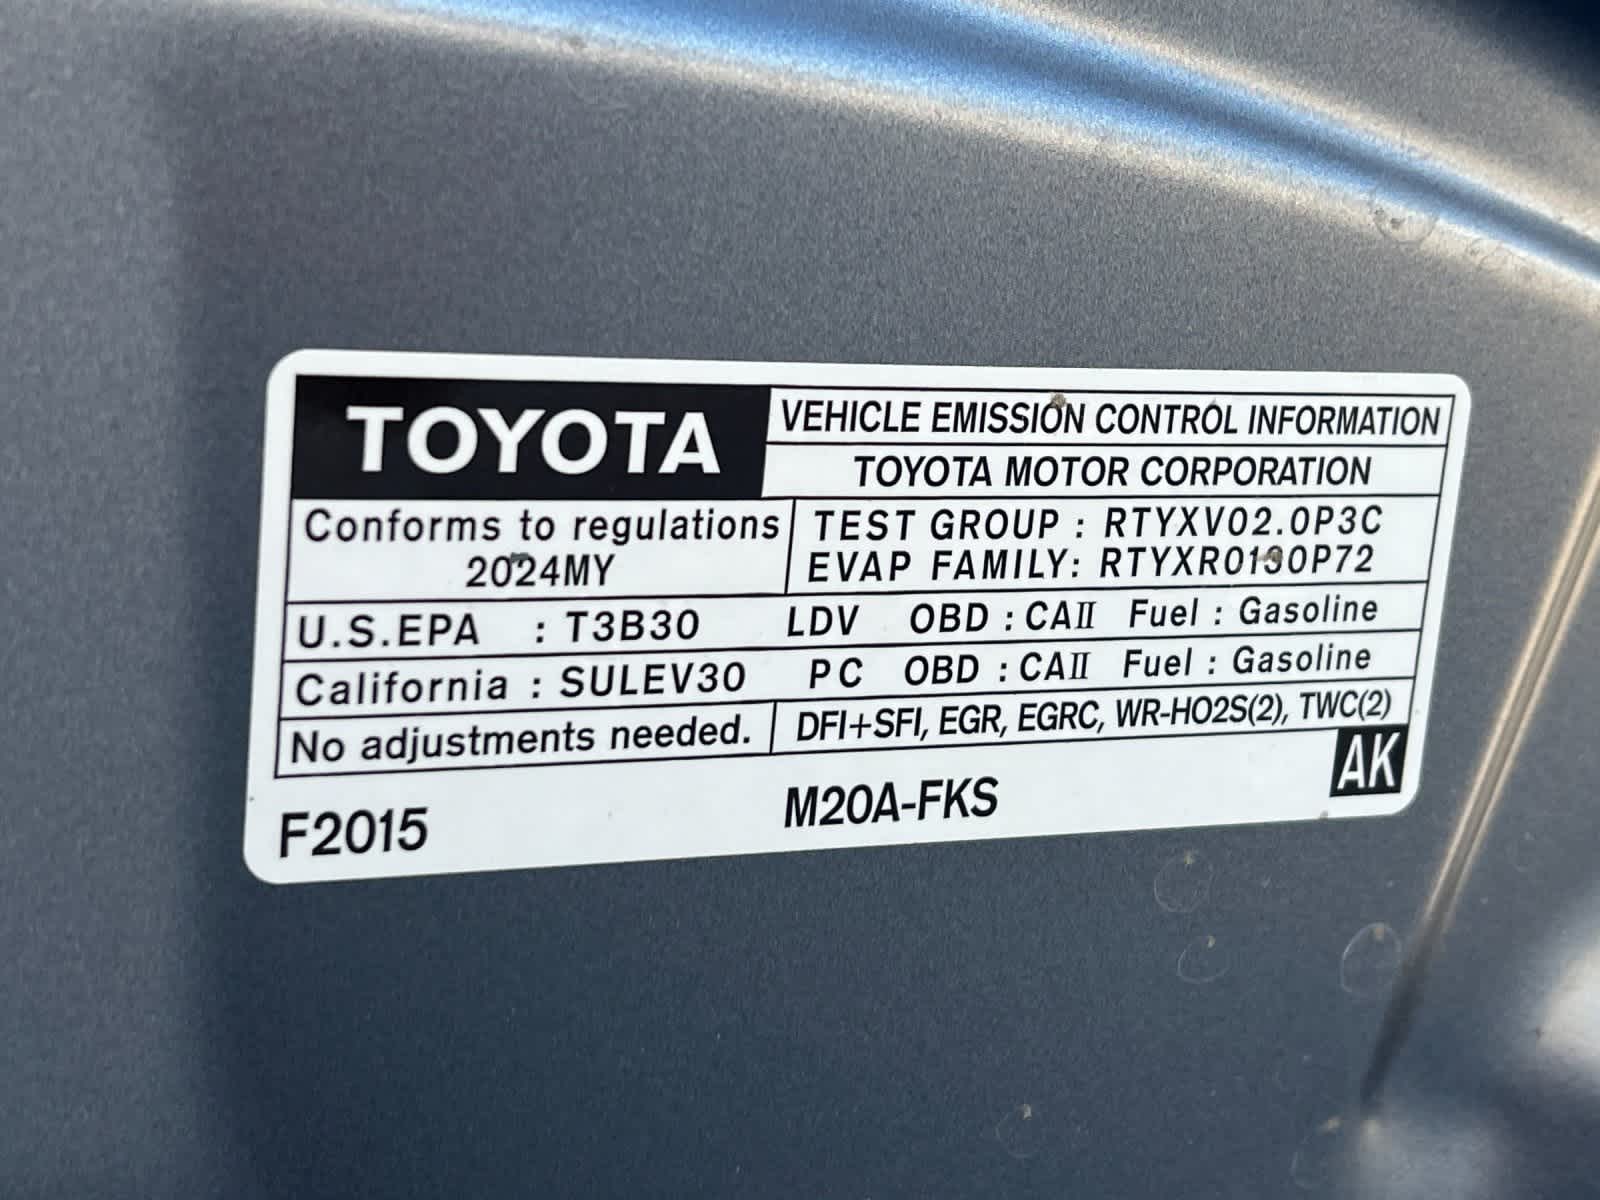 TOYOTA
VEHICLE EMISSION CONTROL INFORMATION
TOYOTA MOTOR CORPORATION
Conforms to regulations
2024MY
TEST GROUP : RTYXV02.0P3C
EVAP FAMILY: RTYXR0130P72
U.S.EPA : T3B30 LDV OBD : CAII Fuel : Gasoline
California : SULEV30 PC OBD : CAII Fuel : Gasoline
No adjustments needed. DFI+SFI, EGR, EGRC, WR-HO2S(2), TWC(2)
AK
F2015 M20A-FKS